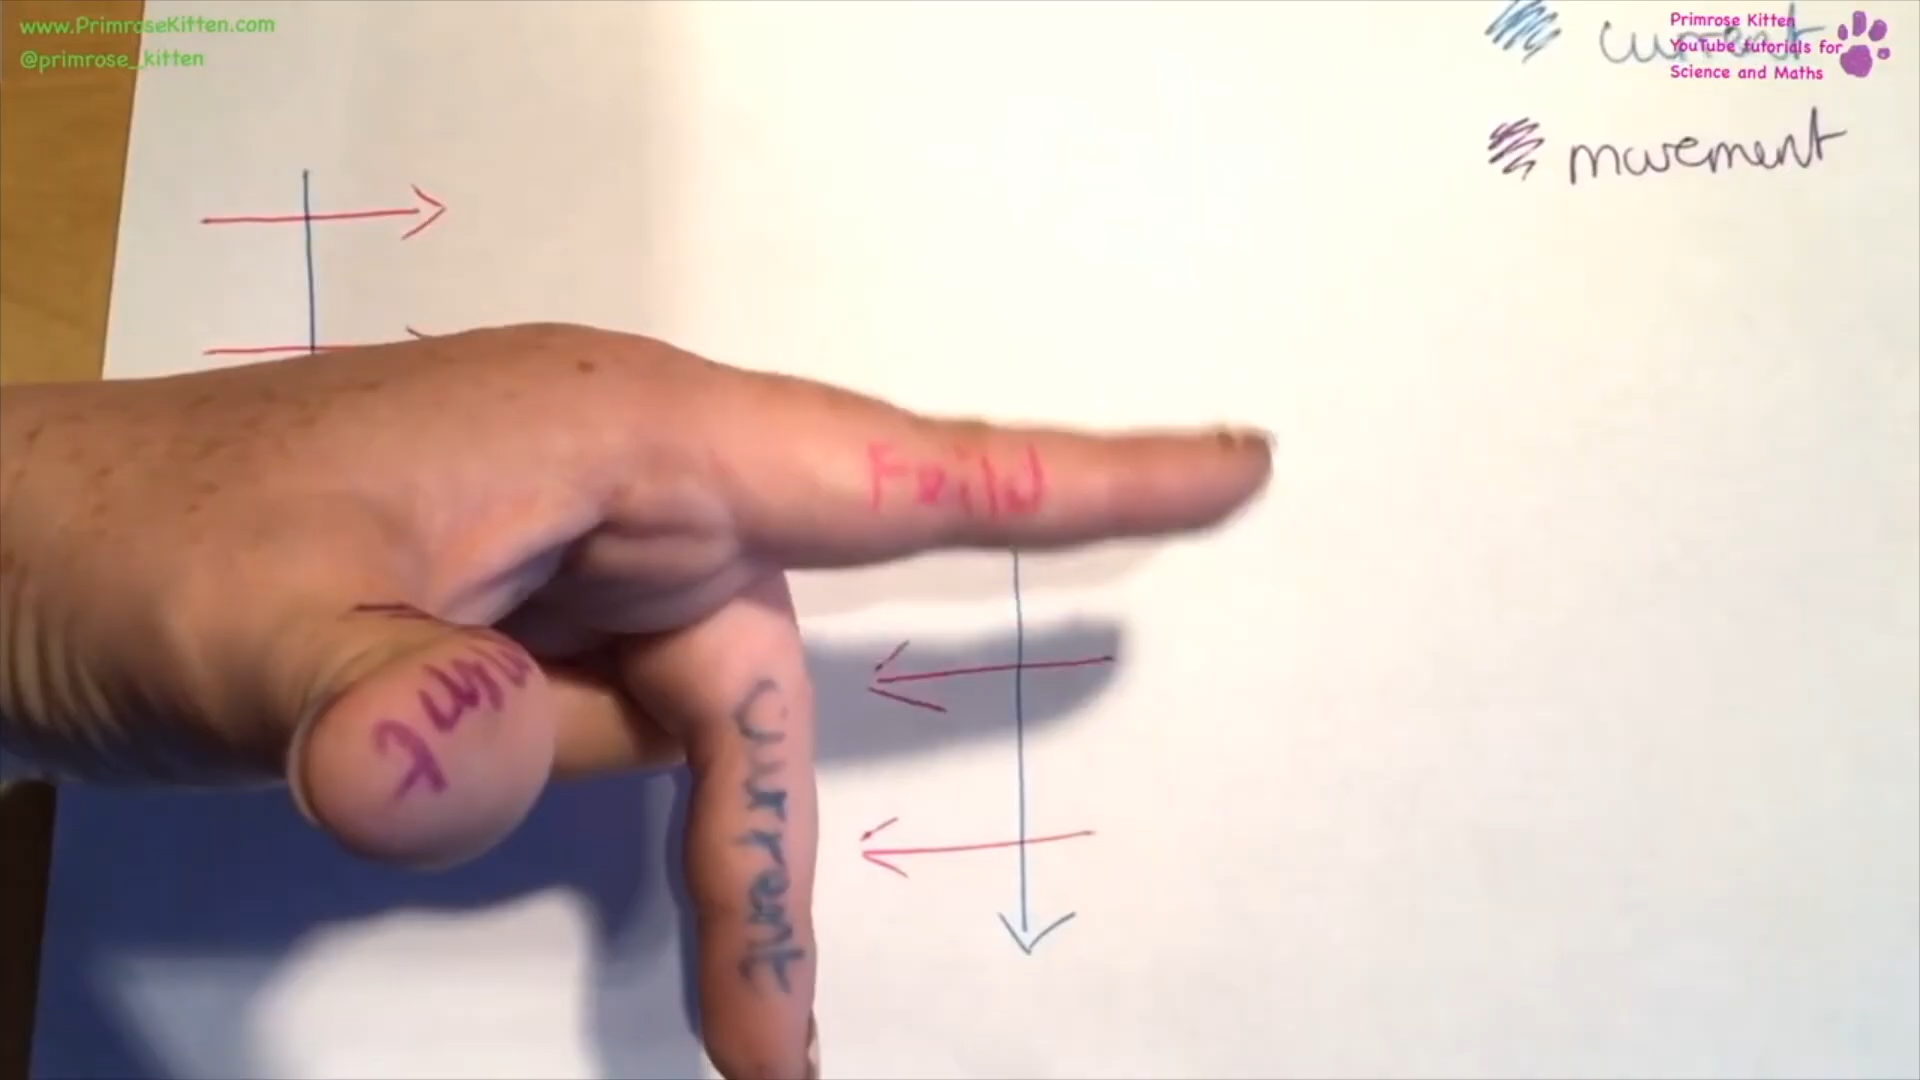 www.PrimroseKitten.com
@primrose_kitten
Primrose Kitten
YouTube tutorials for
Science and Maths
current
movement
Feild
current